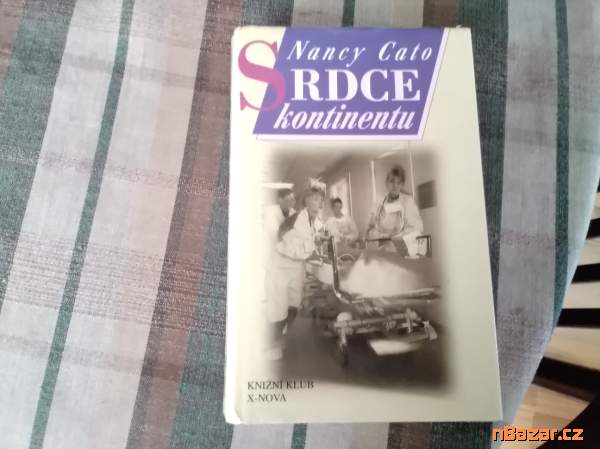 Nancy Cato
SRDCE
kontinentu
KNIŽNÍ KLUB
X-NOVA
nBazar.cz